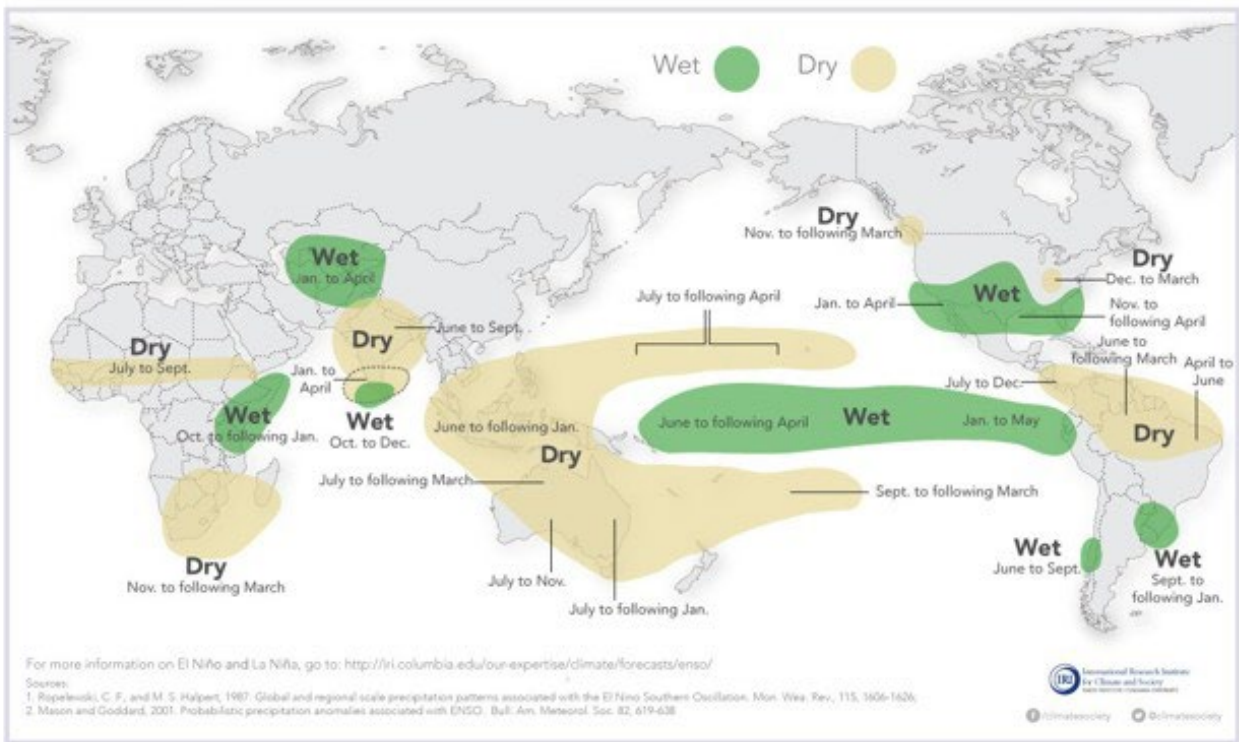 Wet Dry
Dry
Nov. to following March
Dry
Dec. to March
Wet
Jan. to April
July to following April
Jan. to April
Wet
Nov. to
following April
June to Sept.
Dry
Dry
July to Sept.
Jan. to
April
June to
following March
April to
June
July to Dec.
Wet
Oct. to following Jan.
Wet
Oct. to Dec.
June to following Jan.
Dry
June to following April
Wet
Jan. to May
Dry
July to following March
Sept. to following March
Dry
Nov. to following March
July to Nov.
July to following Jan.
Wet
June to Sept.
Wet
Sept. to
following Jan.
For more information on El Niño and La Niña, go to: http://iri.columbia.edu/our-expertise/climate/forecasts/enso/
Sources:
1. Ropelewski, C. F., and M. S. Halpert, 1987. Global and regional scale precipitation patterns associated with the El Nino Southern Oscillation. Mon. Wea. Rev., 115, 1606-1626;
2. Mason and Goddard, 2001. Probabilistic precipitation anomalies associated with ENSO. Bull. Am. Meteorol. Soc. 82, 619-638
IRI
International Research Institute
for Climate and Society
/climatesociety @climatesociety